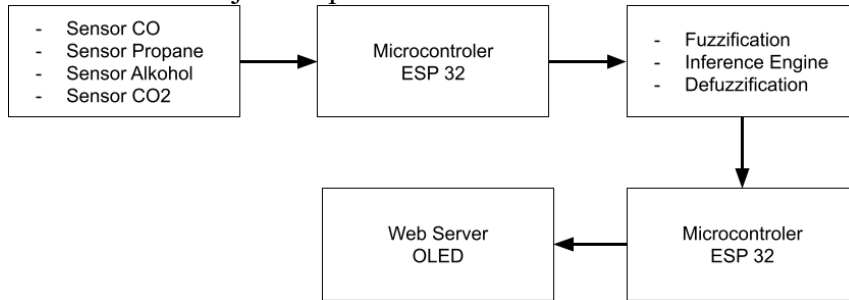 - Sensor CO
- Sensor Propane
- Sensor Alkohol
- Sensor CO2
Microcontroler
ESP 32
- Fuzzification
- Inference Engine
- Defuzzification
Web Server
OLED
Microcontroler
ESP 32